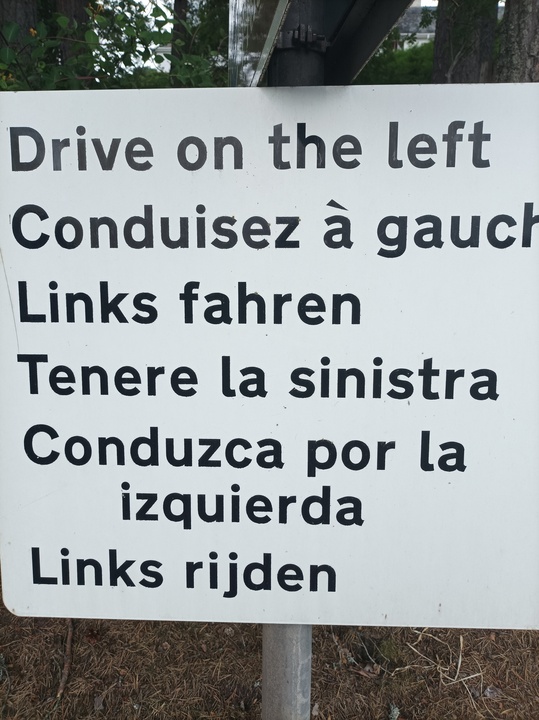 Drive on the left
Conduisez à gauch
Links fahren
Tenere la sinistra
Conduzca por la
izquierda
Links rijden